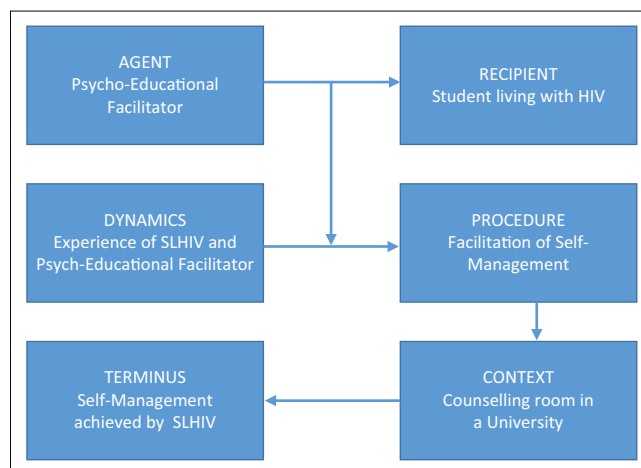 AGENT
Psycho-Educational
Facilitator
RECIPIENT
Student living with HIV
DYNAMICS
Experience of SLHIV and
Psych-Educational Facilitator
PROCEDURE
Facilitation of Self-
Management
TERMINUS
Self-Management
achieved by SLHIV
CONTEXT
Counselling room in
a University